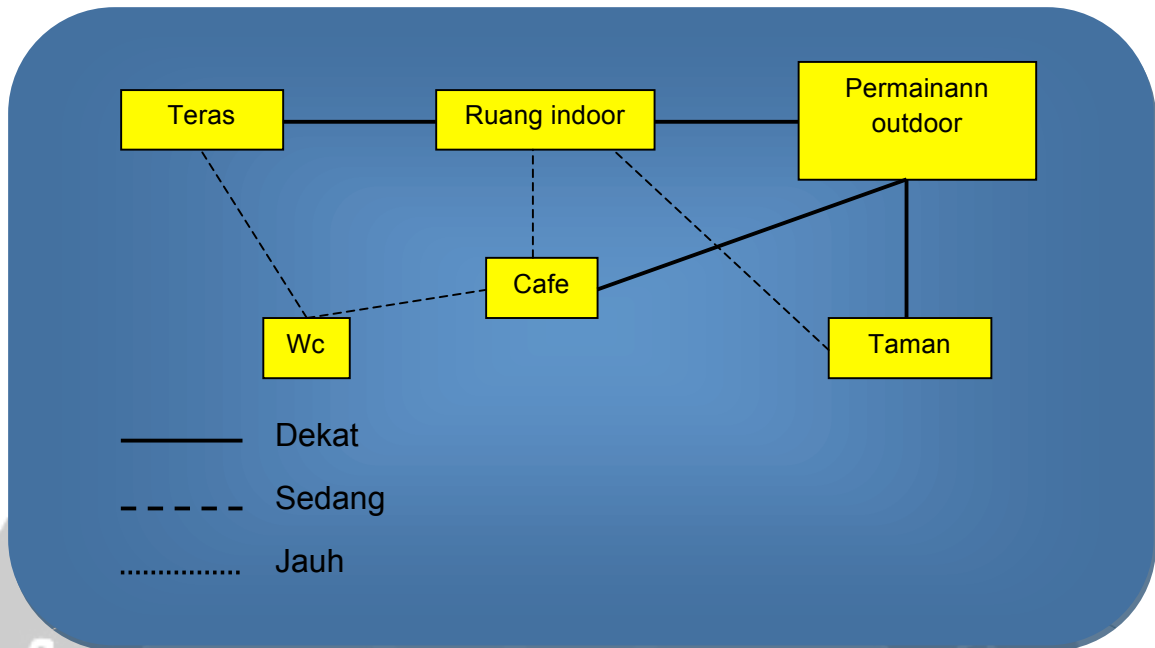 Teras
Ruang indoor
Permainann
outdoor
Cafe
Wc
Taman
Dekat
Sedang
Jauh